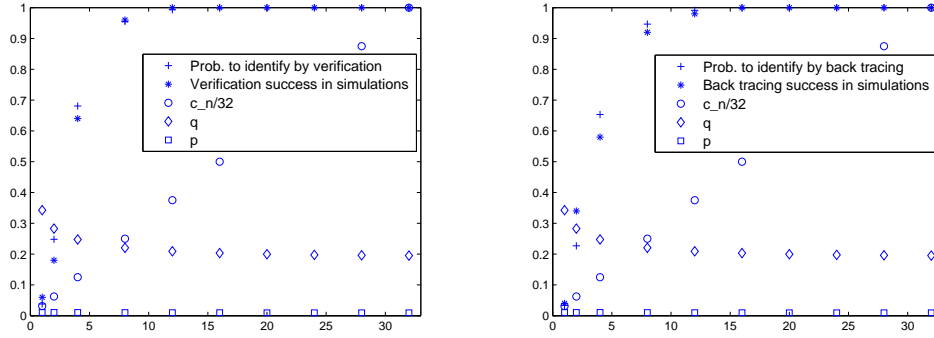 1
0.9
0.8
0.7
0.6
0.5
0.4
0.3
0.2
0.1
0
0 5 10 15 20 25 30
Prob. to identify by verification
Verification success in simulations
c_n/32
q
p
1
0.9
0.8
0.7
0.6
0.5
0.4
0.3
0.2
0.1
0
0 5 10 15 20 25 30
Prob. to identify by back tracing
Back tracing success in simulations
c_n/32
q
p